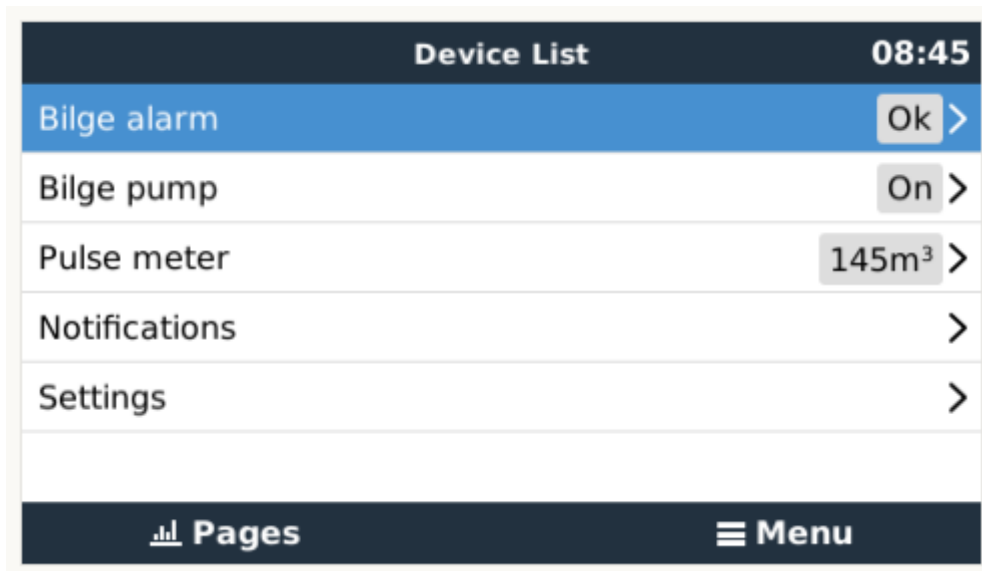 Device List 08:45
Bilge alarm Ok
Bilge pump On
Pulse meter 145m³
Notifications
Settings
Pages Menu